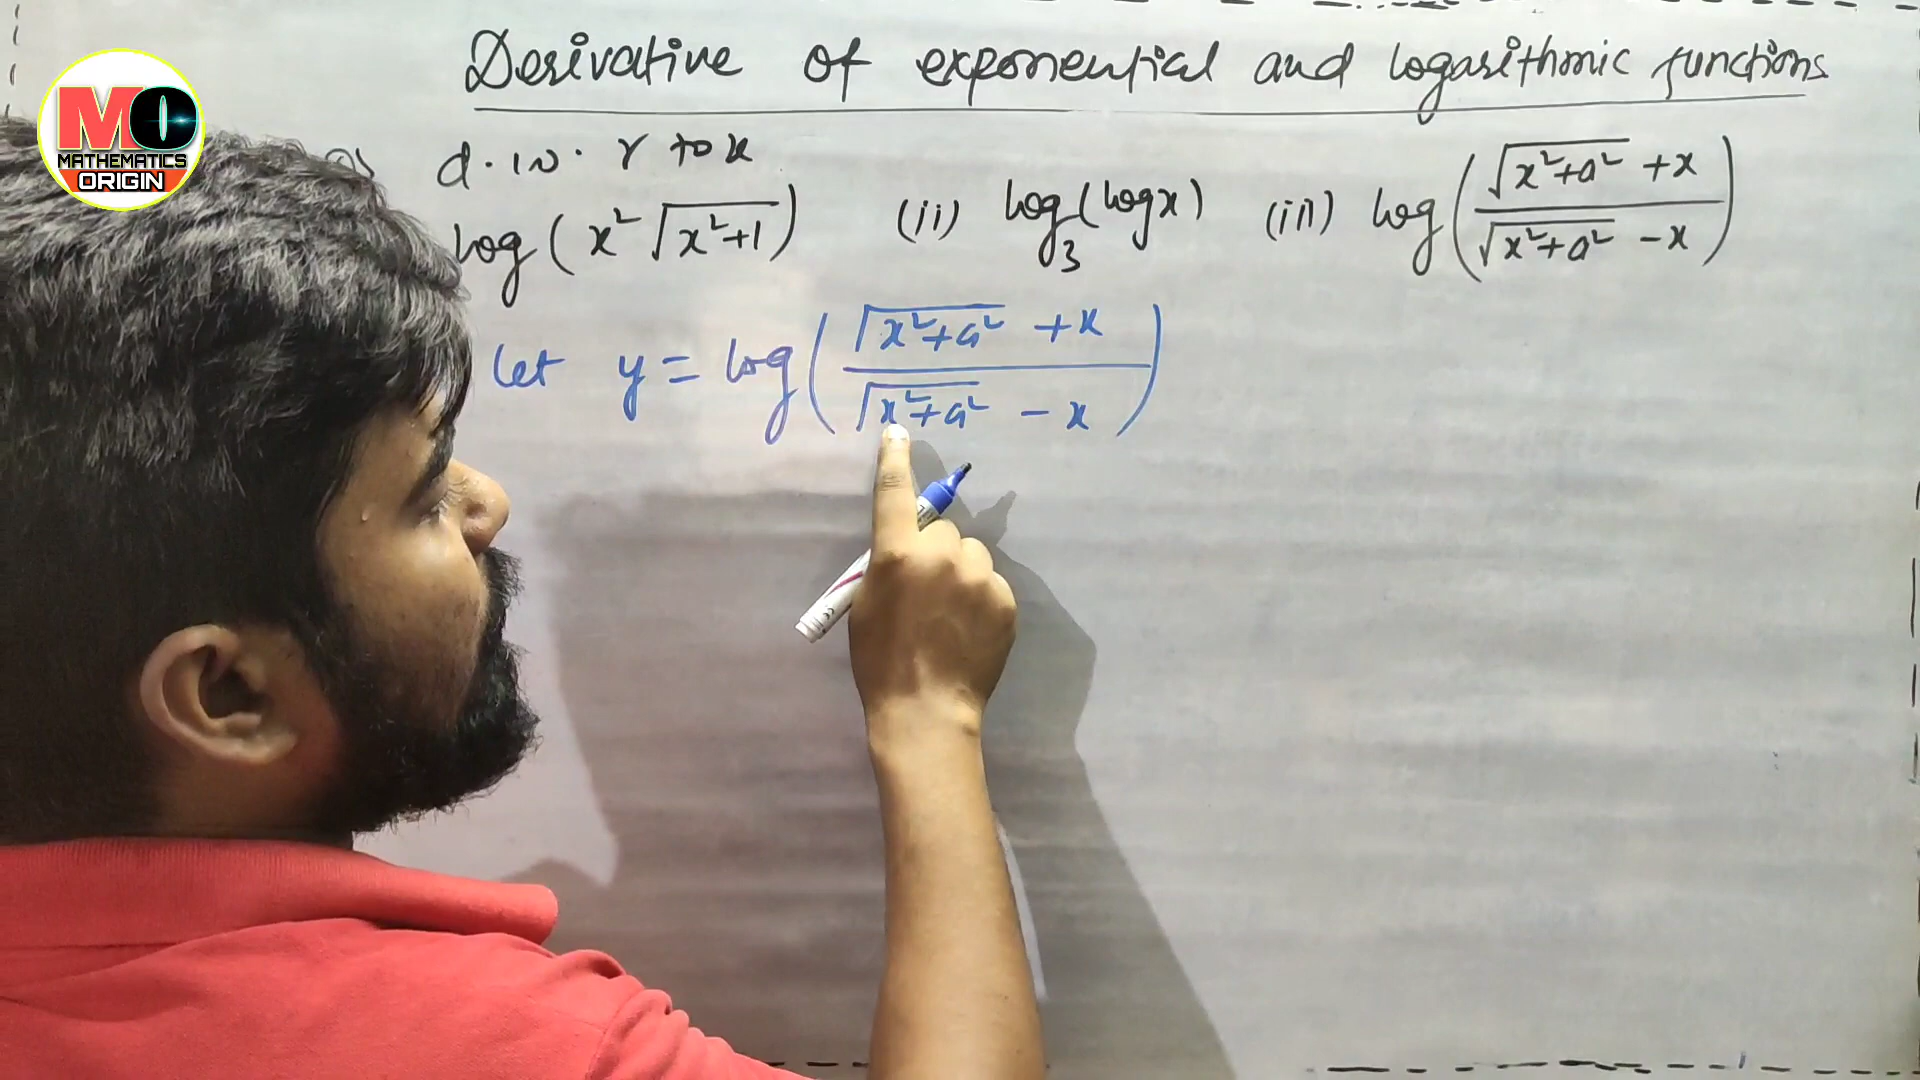 Derivative of exponential and logarithmic functions
MO
MATHEMATICS
ORIGIN
d.w.r to x
log(x²√(x²+1)) (ii) log₃(logx) (iii) log((√(x²+a²) + x)/(√(x²+a²) - x))
let y = log((√(x²+a²) + x)/(√(x²+a²) - x))